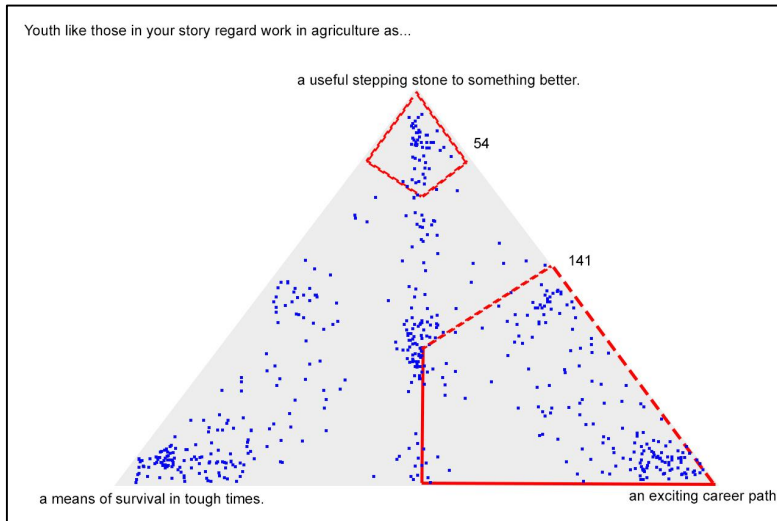 Youth like those in your story regard work in agriculture as...
a useful stepping stone to something better.
54
141
a means of survival in tough times.
an exciting career path